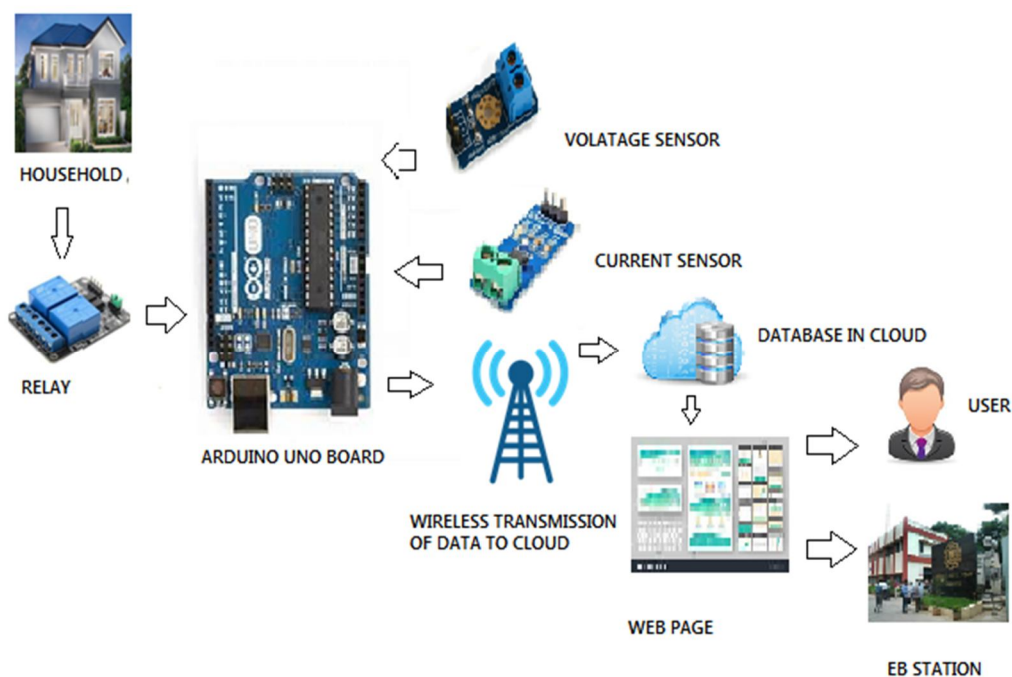 HOUSEHOLD
VOLATAGE SENSOR
CURRENT SENSOR
RELAY
UNO
ARDUINO UNO BOARD
DATABASE IN CLOUD
USER
WIRELESS TRANSMISSION
OF DATA TO CLOUD
WEB PAGE
EB STATION